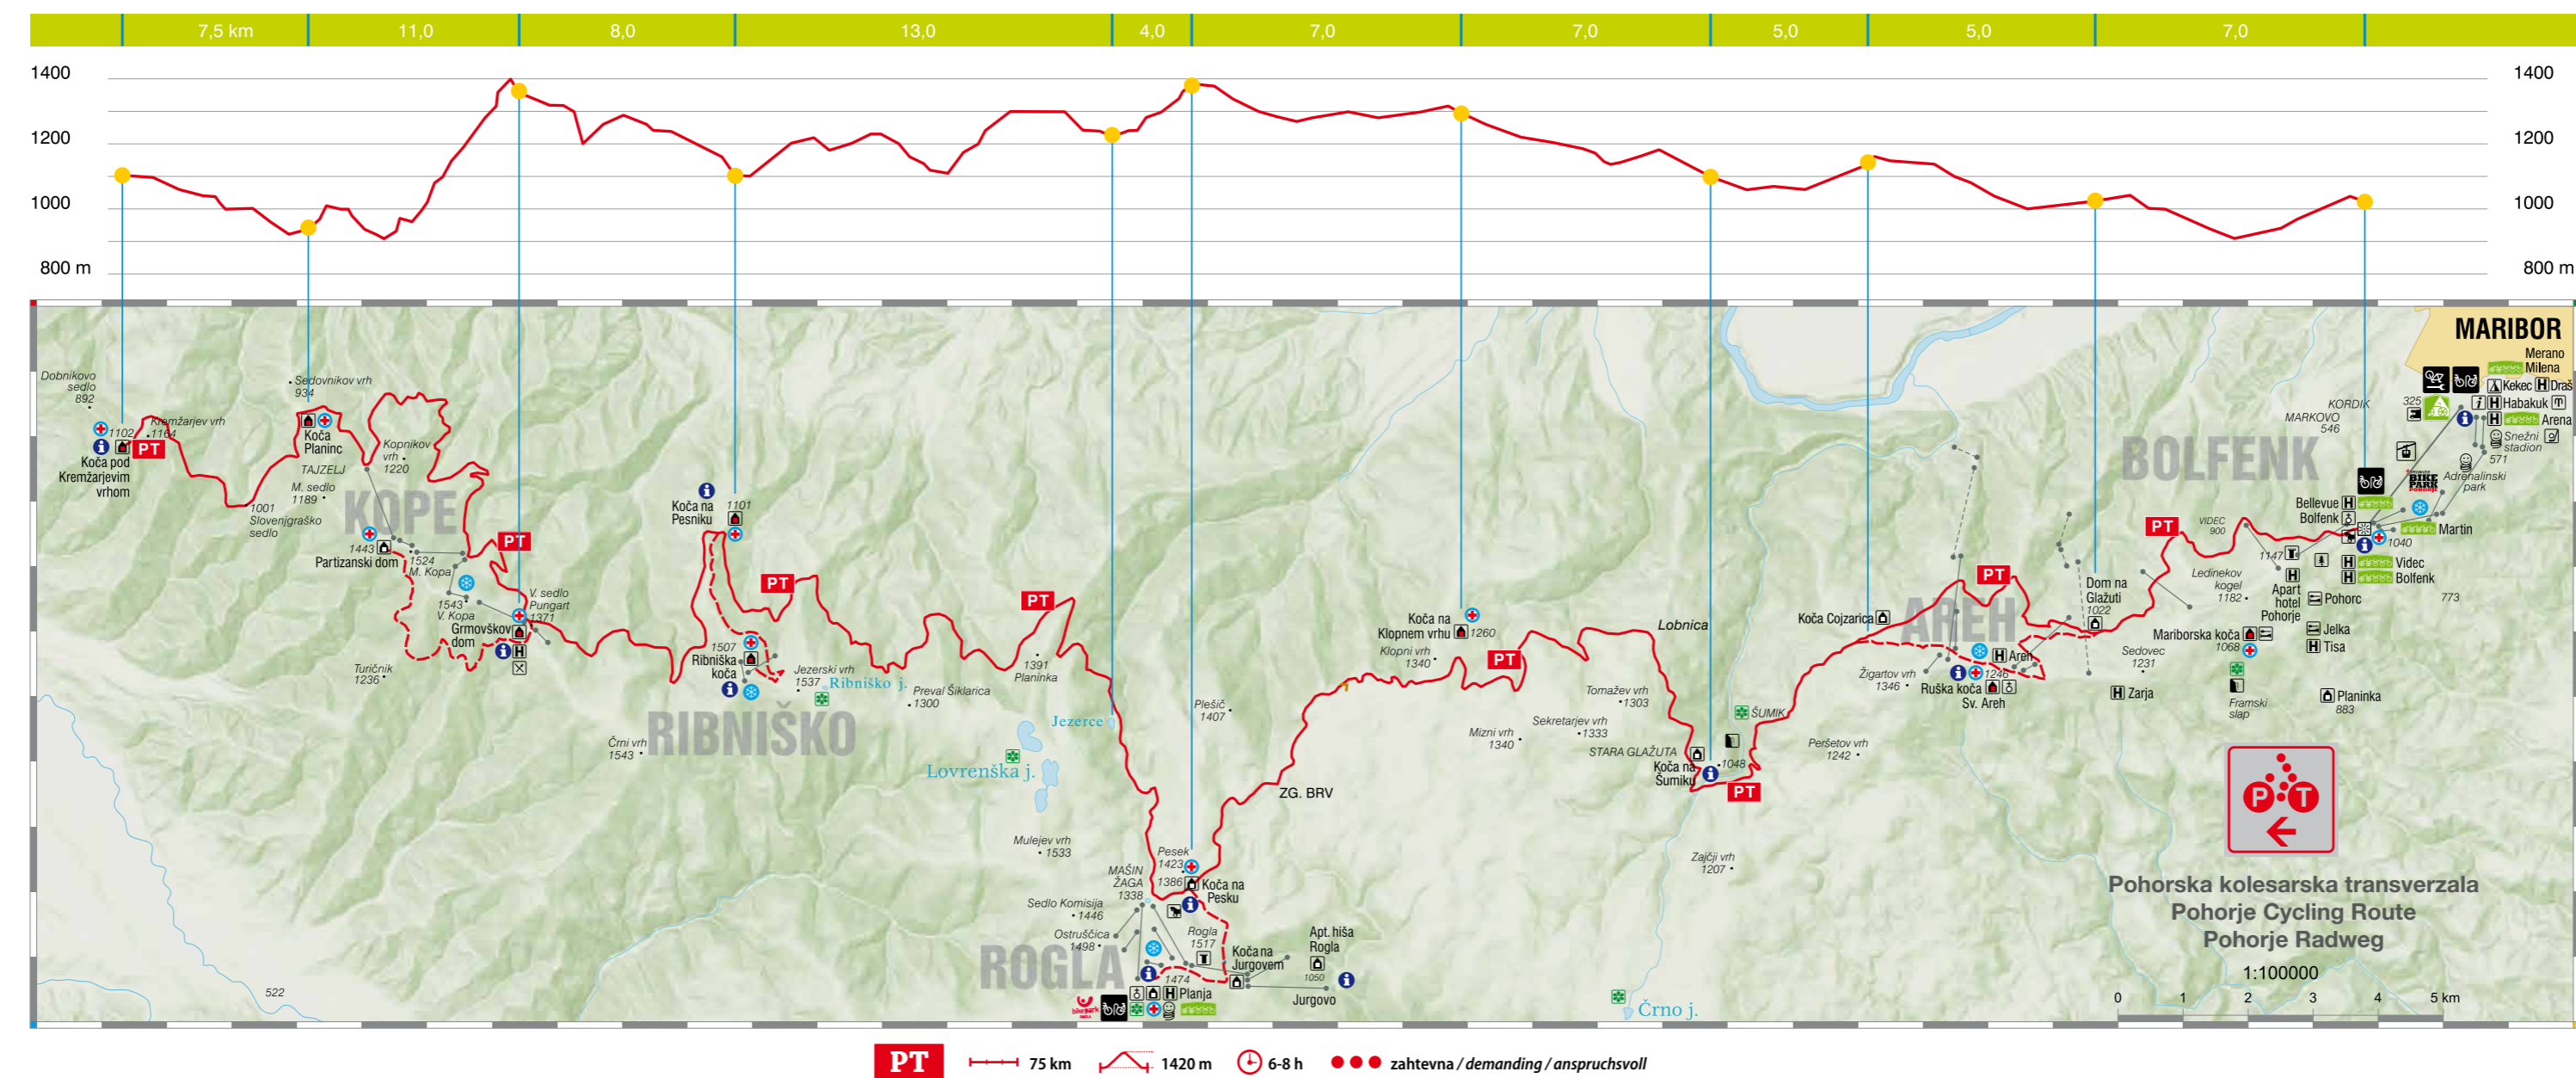 7,5 km 11,0 8,0 13,0 4,0 7,0 7,0 5,0 5,0 7,0
1400 1400
1200 1200
1000 1000
800 m 800 m
MARIBOR
Merano
Milena
Kekec H Draš
i H Habakuk
H Arena
Snežni
stadion
571
Adrenalinski
park
325
KORDIK
MARKOVO
546
BOLFENK
BIKE
PARK
POHORJE
Bellevue H
Bolfenk
Martin
1040
H Videc
H Bolfenk
VIDEC
900
1147
H
Apart
hotel
Pohorje
Pohorc
Jelka
H Tisa
773
Ledinekov
kogel
1182
Mariborska koča
1068
Sedovec
1231
Framski
slap
Planinka
883
H Zarja
PT
Dom na
Glažuti
1022
Dobnikovo
sedlo
892
1102
Kremžarjev vrh
1164
PT
Koča pod
Kremžarjevim
vrhom
Sedovnikov vrh
934
Koča
Planinc
TAJZELJ
M. sedlo
1189
1001
Slovenjgraško
sedlo
KOPE
Kopnikov
vrh
1220
1443
Partizanski dom
1524
M. Kopa
1543
V. Kopa
PT
V. sedlo
Pungart
1371
Grmovškov
dom
H
Turičnik
1236
522
Koča na
Pesniku
1101
PT
1507
Ribniška
koča
Jezerski vrh
1537
Ribniško j.
RIBNIŠKO
Črni vrh
1543
Preval Šiklarica
1300
PT
1391
Planinka
Jezerce
Lovrenška j.
Plešič
1407
Mulejev vrh
1533
MAŠIN
ŽAGA
1338
Pesek
1423
1386
Koča na
Pesku
Sedlo Komisija
1446
Ostruščica
1498
ROGLA
Rogla
1517
Koča na
Jurgovem
Apt. hiša
Rogla
1050
Jurgovo
1474
H Planja
bikepark
ZG. BRV
Koča na
Klopnem vrhu
1260
Klopni vrh
1340
PT
Mizni vrh
1340
Sekretarjev vrh
1333
Tomažev vrh
1303
Lobnica
STARA GLAŽUTA
Koča na
Šumiku
1048
PT
ŠUMIK
Zajčji vrh
1207
Črno j.
Peršetov vrh
1242
Koča Cojzarica
AREH
PT
Žigartov vrh
1346
H Areh
1246
Ruška koča
Sv. Areh
P T
Pohorska kolesarska transverzala
Pohorje Cycling Route
Pohorje Radweg
1:100000
0 1 2 3 4 5 km
PT 75 km 1420 m 6-8 h zahtevna / demanding / anspruchsvoll